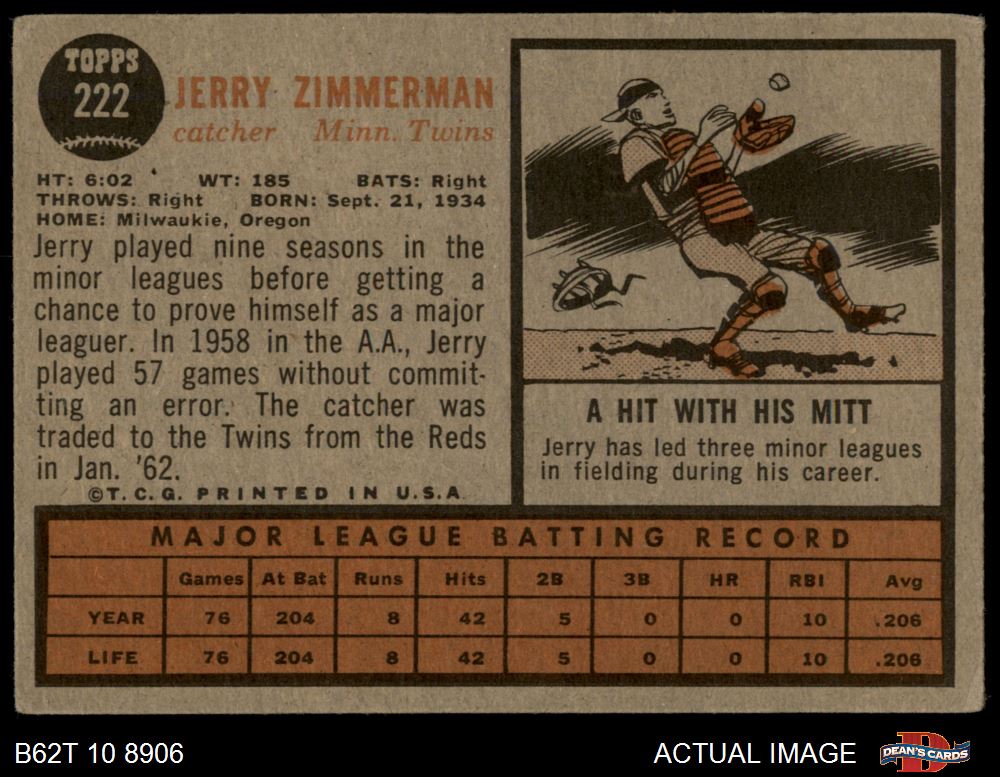 TOPPS
222
JERRY ZIMMERMAN
catcher Minn. Twins
HT: 6:02 WT: 185 BATS: Right
THROWS: Right BORN: Sept. 21, 1934
HOME: Milwaukie, Oregon
Jerry played nine seasons in the
minor leagues before getting a
chance to prove himself as a major
leaguer. In 1958 in the A.A., Jerry
played 57 games without commit-
ting an error. The catcher was
traded to the Twins from the Reds
in Jan. '62.
©T.C.G. PRINTED IN U.S.A.
A HIT WITH HIS MITT
Jerry has led three minor leagues
in fielding during his career.
MAJOR LEAGUE BATTING RECORD
Games At Bat Runs Hits 2B 3B HR RBI Avg
YEAR 76 204 8 42 5 0 0 10 .206
LIFE 76 204 8 42 5 0 0 10 .206
B62T 10 8906
ACTUAL IMAGE
D
DEAN'S CARDS